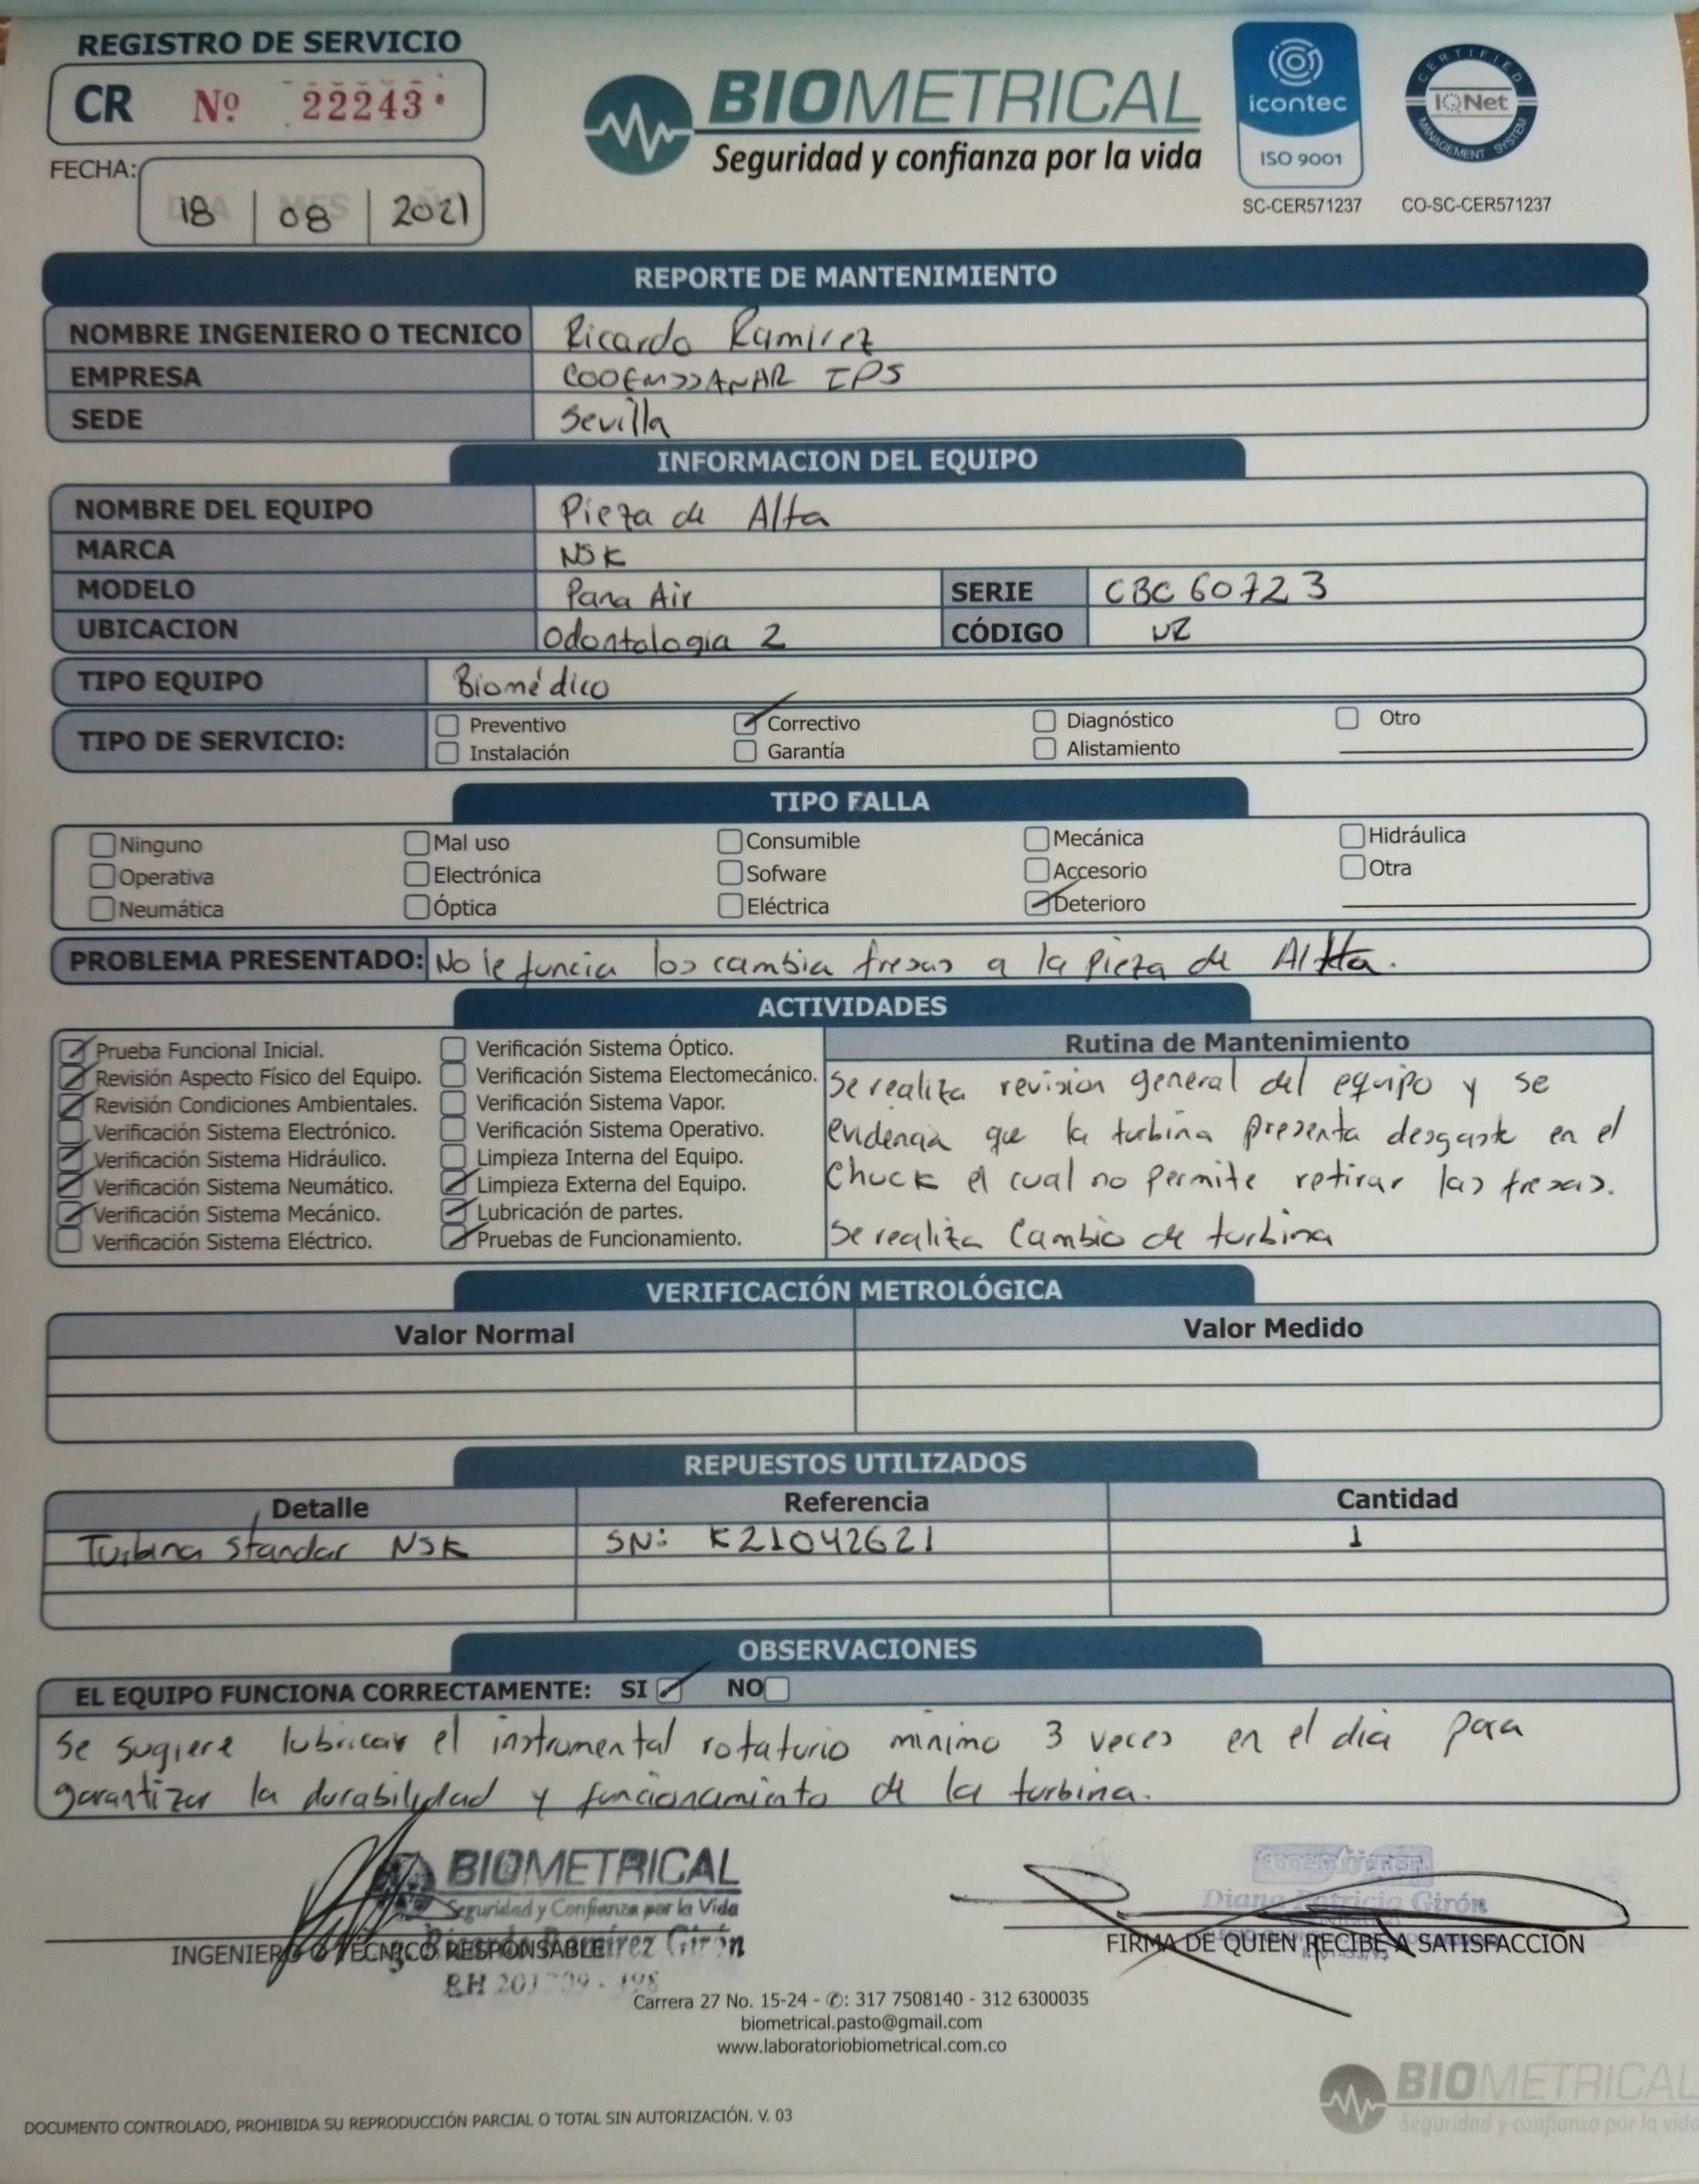 REGISTRO DE SERVICIO
CR Nº 22243
BIOMETRICAL
Seguridad y confianza por la vida
icontec
ISO 9001
SC-CER571237
CERTIFIED
IQNet
MANAGEMENT SYSTEM
CO-SC-CER571237
FECHA:
18 | 08 | 2021
REPORTE DE MANTENIMIENTO
NOMBRE INGENIERO O TECNICO Ricardo Ramirez
EMPRESA COOEMSSANAR IPS
SEDE Sevilla
INFORMACION DEL EQUIPO
NOMBRE DEL EQUIPO Pieza de Alta
MARCA NSK
MODELO Pana Air SERIE CBC 60723
UBICACION Odontologia 2 CÓDIGO
TIPO EQUIPO Biomédico
TIPO DE SERVICIO: Preventivo Correctivo Diagnóstico Otro
Instalación Garantía Alistamiento
TIPO FALLA
Ninguno Mal uso Consumible Mecánica Hidráulica
Operativa Electrónica Sofware Accesorio Otra
Neumática Óptica Eléctrica Deterioro
PROBLEMA PRESENTADO: No le funcia los cambia fresas a la pieza de Alta.
ACTIVIDADES
Prueba Funcional Inicial. Verificación Sistema Óptico.
Revisión Aspecto Físico del Equipo. Verificación Sistema Electomecánico.
Revisión Condiciones Ambientales. Verificación Sistema Vapor.
Verificación Sistema Electrónico. Verificación Sistema Operativo.
Verificación Sistema Hidráulico. Limpieza Interna del Equipo.
Verificación Sistema Neumático. Limpieza Externa del Equipo.
Verificación Sistema Mecánico. Lubricación de partes.
Verificación Sistema Eléctrico. Pruebas de Funcionamiento.
Rutina de Mantenimiento
Se realiza revision general del equipo y se
evidencia que la turbina presenta desgaste en el
Chuck el cual no permite retirar las fresas.
Se realiza Cambio de turbina
VERIFICACIÓN METROLÓGICA
Valor Normal Valor Medido
REPUESTOS UTILIZADOS
Detalle Referencia Cantidad
Turbina Standar NSK SN: K21042621 1
OBSERVACIONES
EL EQUIPO FUNCIONA CORRECTAMENTE: SI NO
Se sugiere lubricar el instrumental rotatorio minimo 3 veces en el dia para
garantizar la durabilidad y funcionamiento de la turbina.
BIOMETRICAL
Seguridad y Confianza por la Vida
Ricardo Ramírez Girón
INGENIERO O TECNICO RESPONSABLE
Diana Patricia Girón
FIRMA DE QUIEN RECIBE A SATISFACCION
Carrera 27 No. 15-24 - ✆: 317 7508140 - 312 6300035
biometrical.pasto@gmail.com
www.laboratoriobiometrical.com.co
BIOMETRICAL
Seguridad y confianza por la vida
DOCUMENTO CONTROLADO, PROHIBIDA SU REPRODUCCIÓN PARCIAL O TOTAL SIN AUTORIZACIÓN. V. 03